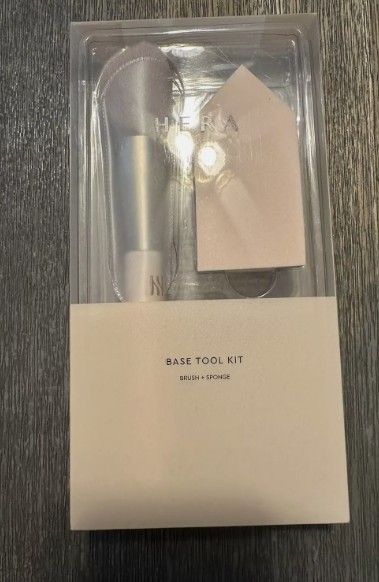 HERA
BASE TOOL KIT
BRUSH + SPONGE